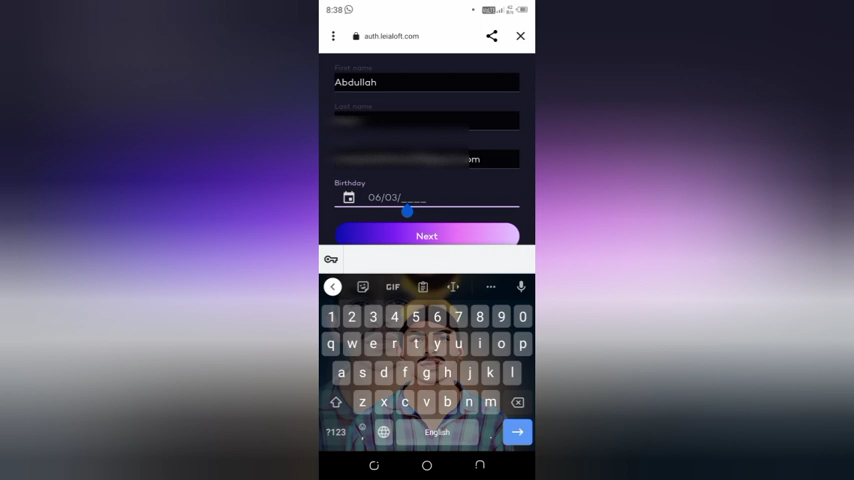 8:38
auth.leialoft.com
First name
Abdullah
Last name
om
Birthday
06/03/____
Next
GIF
1 2 3 4 5 6 7 8 9 0
q w e r t y u i o p
a s d f g h j k l
z x c v b n m
?123 , English .